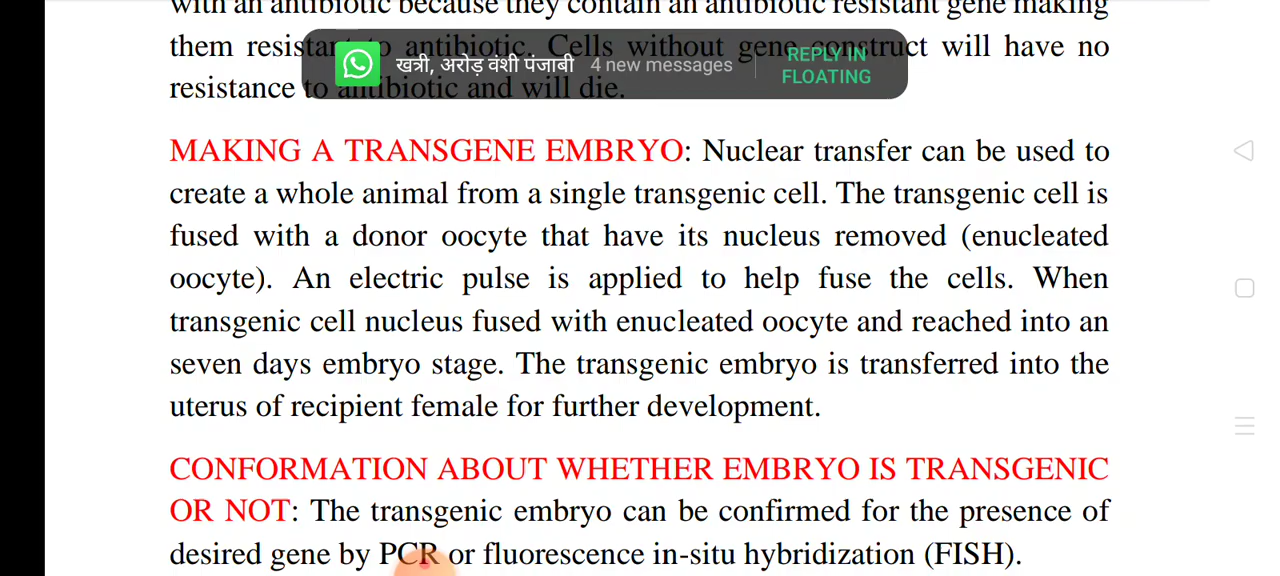 with an antibiotic because they contain an antibiotic resistant gene making
them resistant to antibiotic. Cells without gene construct will have no
खत्री, अरोड़ वंशी पंजाबी 4 new messages REPLY IN FLOATING
resistance to antibiotic and will die.
MAKING A TRANSGENE EMBRYO: Nuclear transfer can be used to
create a whole animal from a single transgenic cell. The transgenic cell is
fused with a donor oocyte that have its nucleus removed (enucleated
oocyte). An electric pulse is applied to help fuse the cells. When
transgenic cell nucleus fused with enucleated oocyte and reached into an
seven days embryo stage. The transgenic embryo is transferred into the
uterus of recipient female for further development.
CONFORMATION ABOUT WHETHER EMBRYO IS TRANSGENIC
OR NOT: The transgenic embryo can be confirmed for the presence of
desired gene by PCR or fluorescence in-situ hybridization (FISH).